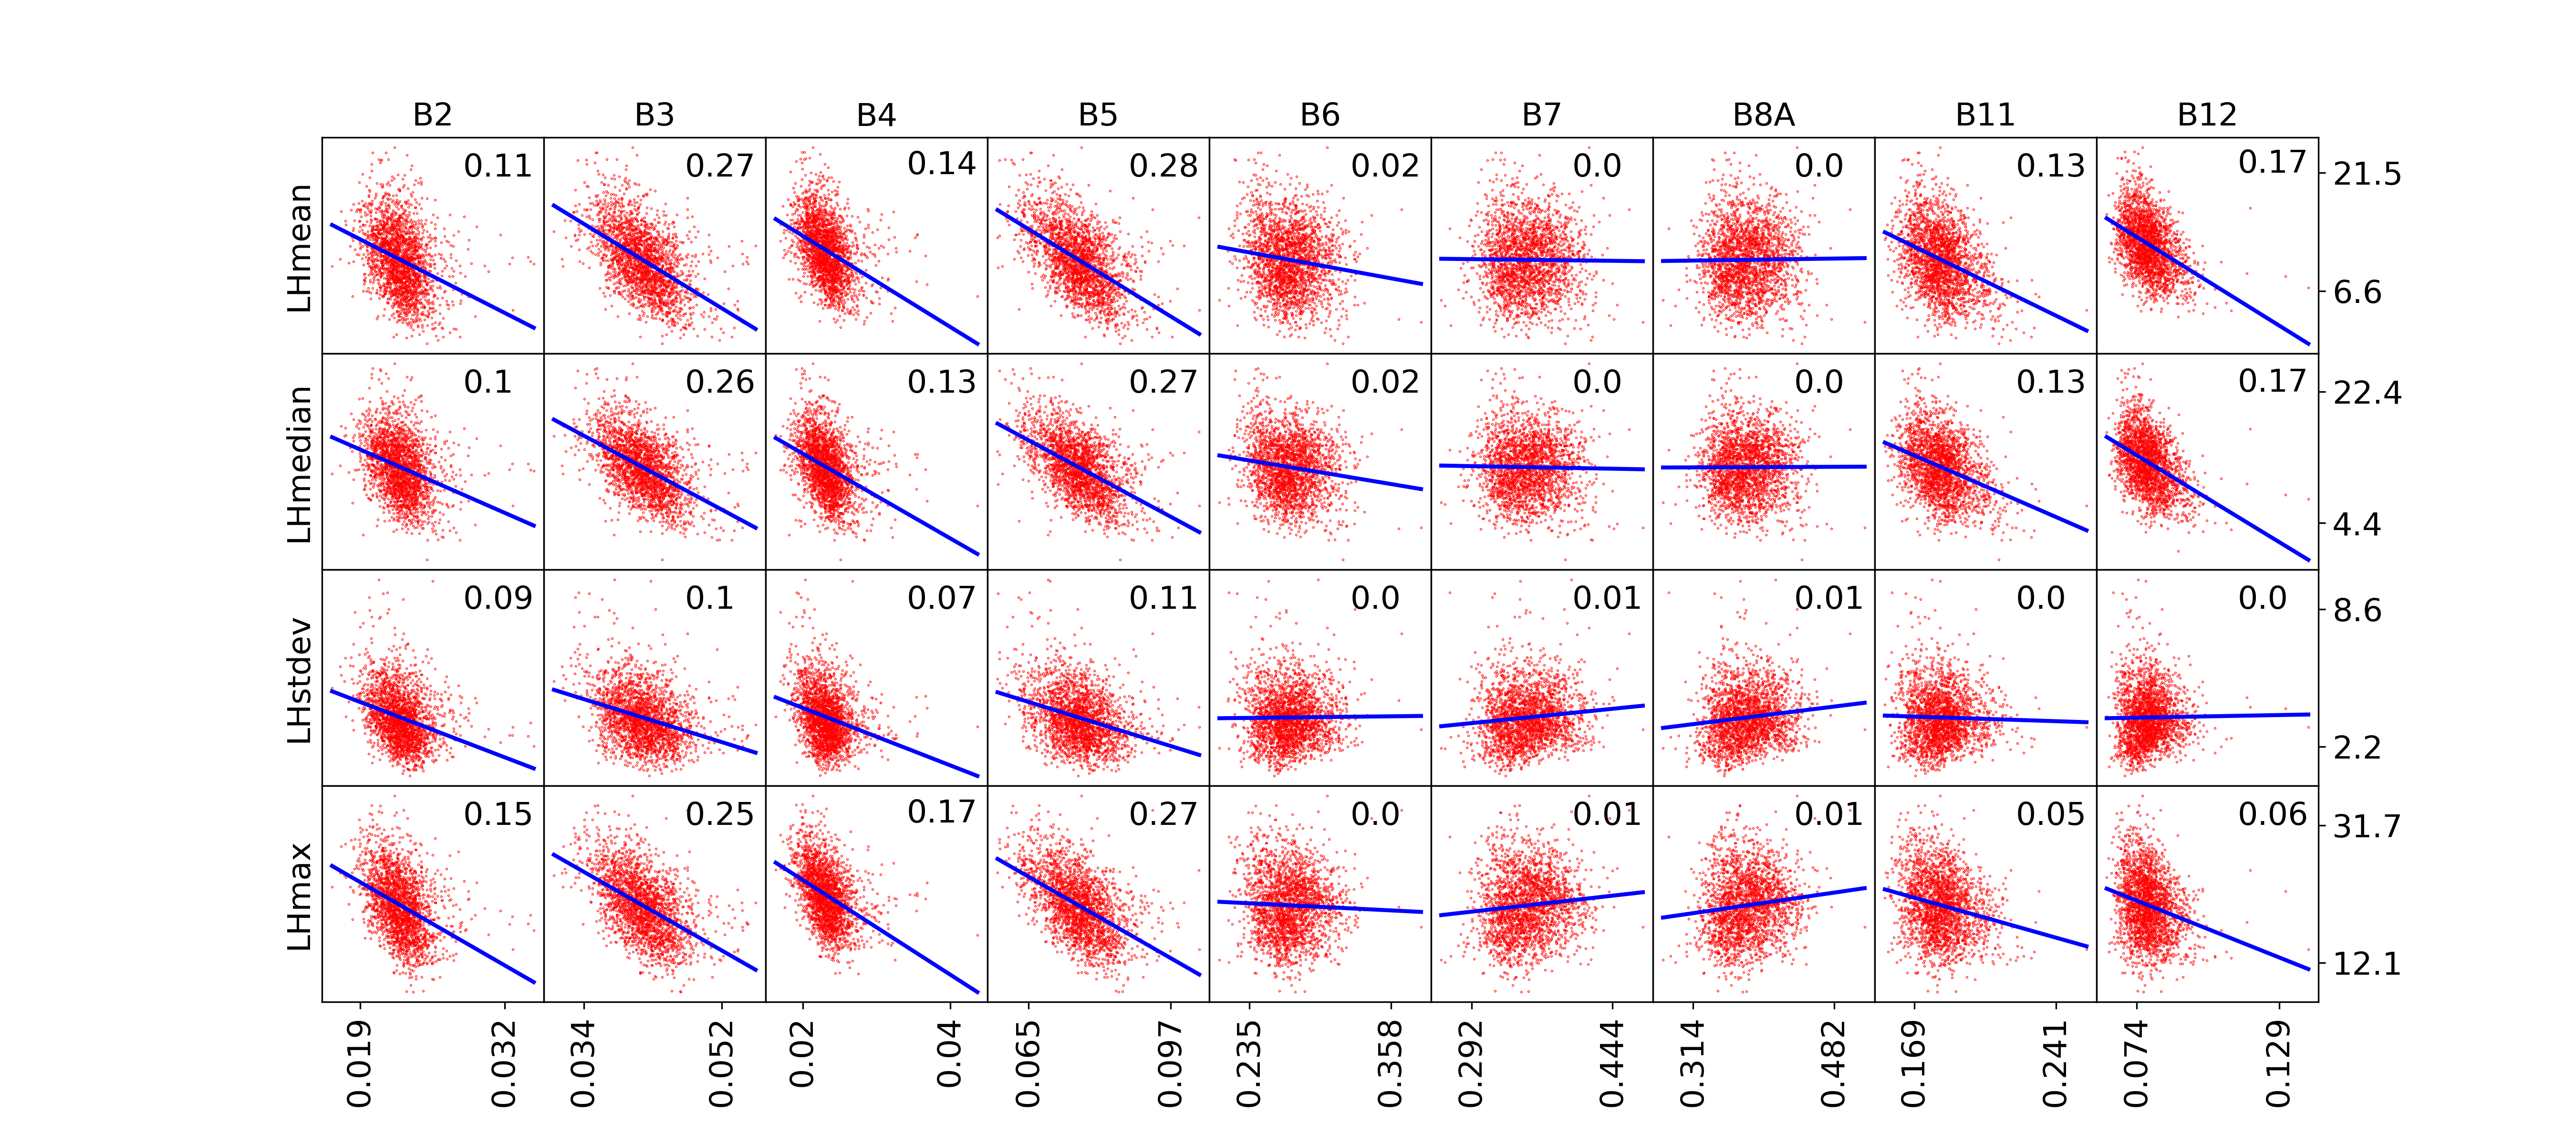 B2 B3 B4 B5 B6 B7 B8A B11 B12
LHmean 0.11 0.27 0.14 0.28 0.02 0.0 0.0 0.13 0.17 21.5
6.6
LHmedian 0.1 0.26 0.13 0.27 0.02 0.0 0.0 0.13 0.17 22.4
4.4
LHstdev 0.09 0.1 0.07 0.11 0.0 0.01 0.01 0.0 0.0 8.6
2.2
LHmax 0.15 0.25 0.17 0.27 0.0 0.01 0.01 0.05 0.06 31.7
12.1
0.019 0.032 0.034 0.052 0.02 0.04 0.065 0.097 0.235 0.358 0.292 0.444 0.314 0.482 0.169 0.241 0.074 0.129